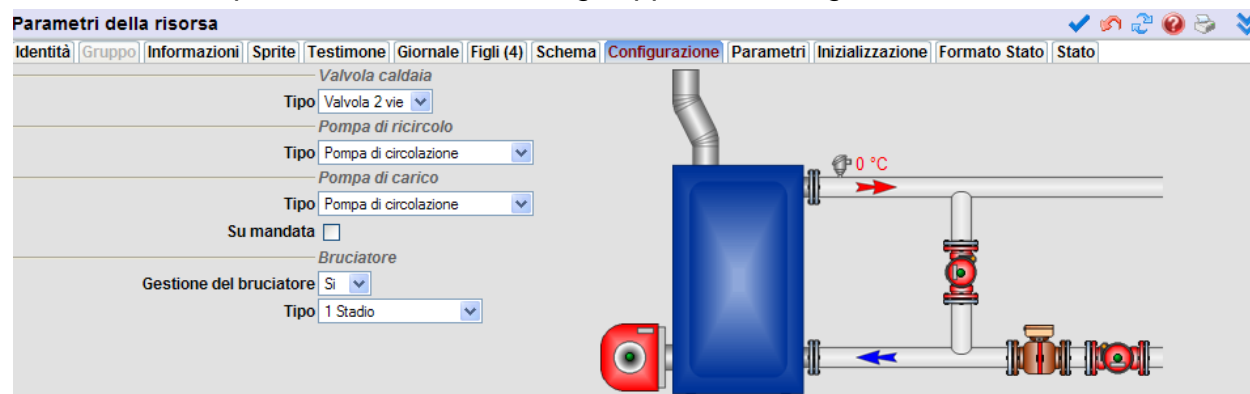 Parametri della risorsa
Identità Gruppo Informazioni Sprite Testimone Giornale Figli (4) Schema Configurazione Parametri Inizializzazione Formato Stato Stato
Valvola caldaia
Tipo Valvola 2 vie
Pompa di ricircolo
Tipo Pompa di circolazione
Pompa di carico
Tipo Pompa di circolazione
Su mandata
Bruciatore
Gestione del bruciatore Si
Tipo 1 Stadio
0 °C